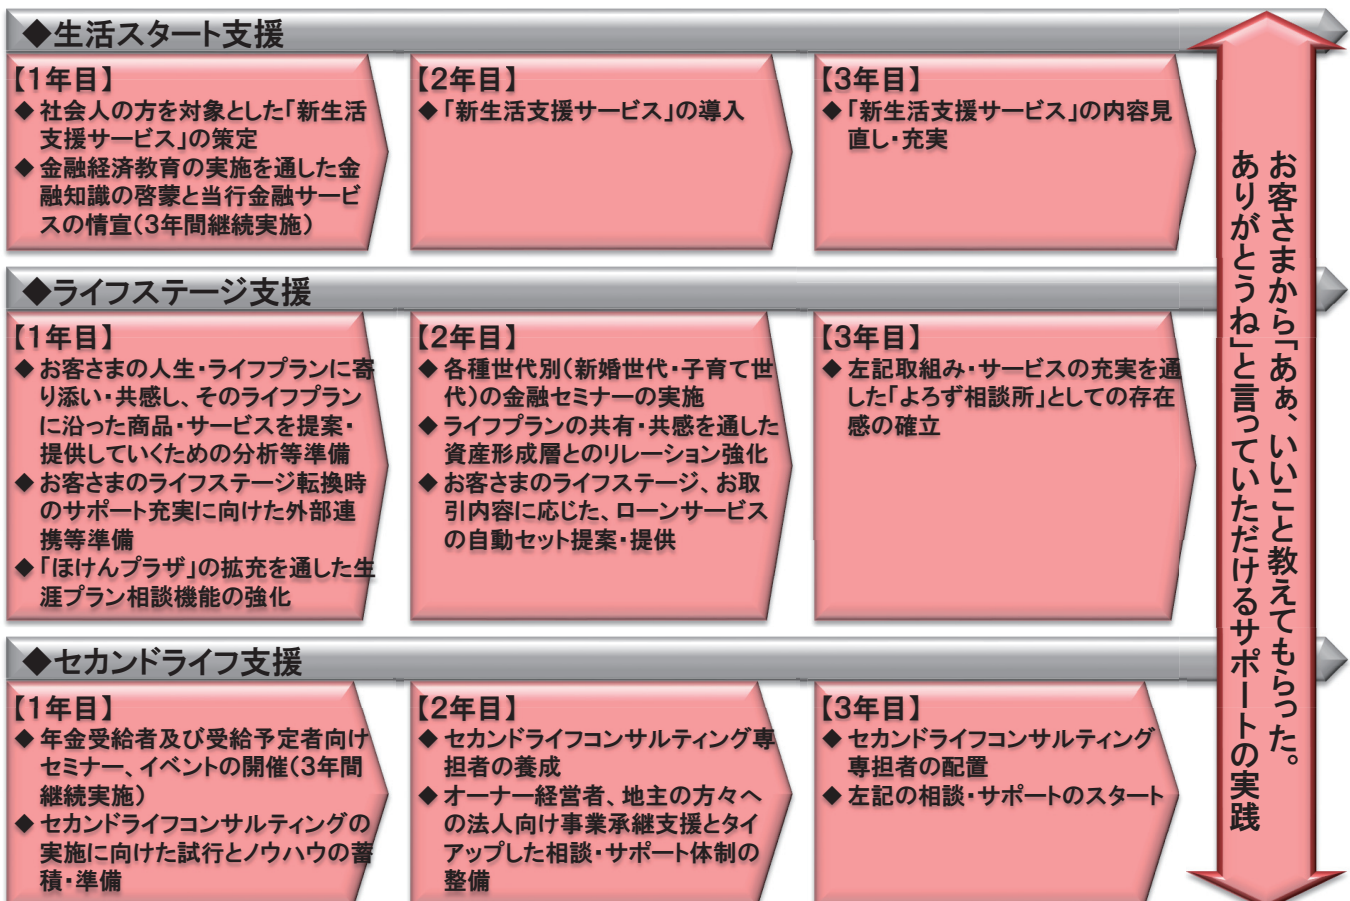 ◆生活スタート支援
【1年目】
◆ 社会人の方を対象とした「新生活
支援サービス」の策定
◆ 金融経済教育の実施を通した金
融知識の啓蒙と当行金融サービ
スの情宣(3年間継続実施)
【2年目】
◆ 「新生活支援サービス」の導入
【3年目】
◆ 「新生活支援サービス」の内容見
直し・充実
◆ライフステージ支援
【1年目】
◆ お客さまの人生・ライフプランに寄
り添い・共感し、そのライフプラン
に沿った商品・サービスを提案・
提供していくための分析等準備
◆ お客さまのライフステージ転換時
のサポート充実に向けた外部連
携等準備
◆ 「ほけんプラザ」の拡充を通した生
涯プラン相談機能の強化
【2年目】
◆ 各種世代別(新婚世代・子育て世
代)の金融セミナーの実施
◆ ライフプランの共有・共感を通した
資産形成層とのリレーション強化
◆ お客さまのライフステージ、お取
引内容に応じた、ローンサービス
の自動セット提案・提供
【3年目】
◆ 左記取組み・サービスの充実を通
した「よろず相談所」としての存在
感の確立
◆セカンドライフ支援
【1年目】
◆ 年金受給者及び受給予定者向け
セミナー、イベントの開催(3年間
継続実施)
◆ セカンドライフコンサルティングの
実施に向けた試行とノウハウの蓄
積・準備
【2年目】
◆ セカンドライフコンサルティング専
担者の養成
◆ オーナー経営者、地主の方々へ
の法人向け事業承継支援とタイ
アップした相談・サポート体制の
整備
【3年目】
◆ セカンドライフコンサルティング
専担者の配置
◆ 左記の相談・サポートのスタート
お客さまから「あぁ、いいこと教えてもらった。
ありがとうね」と言っていただけるサポートの実践